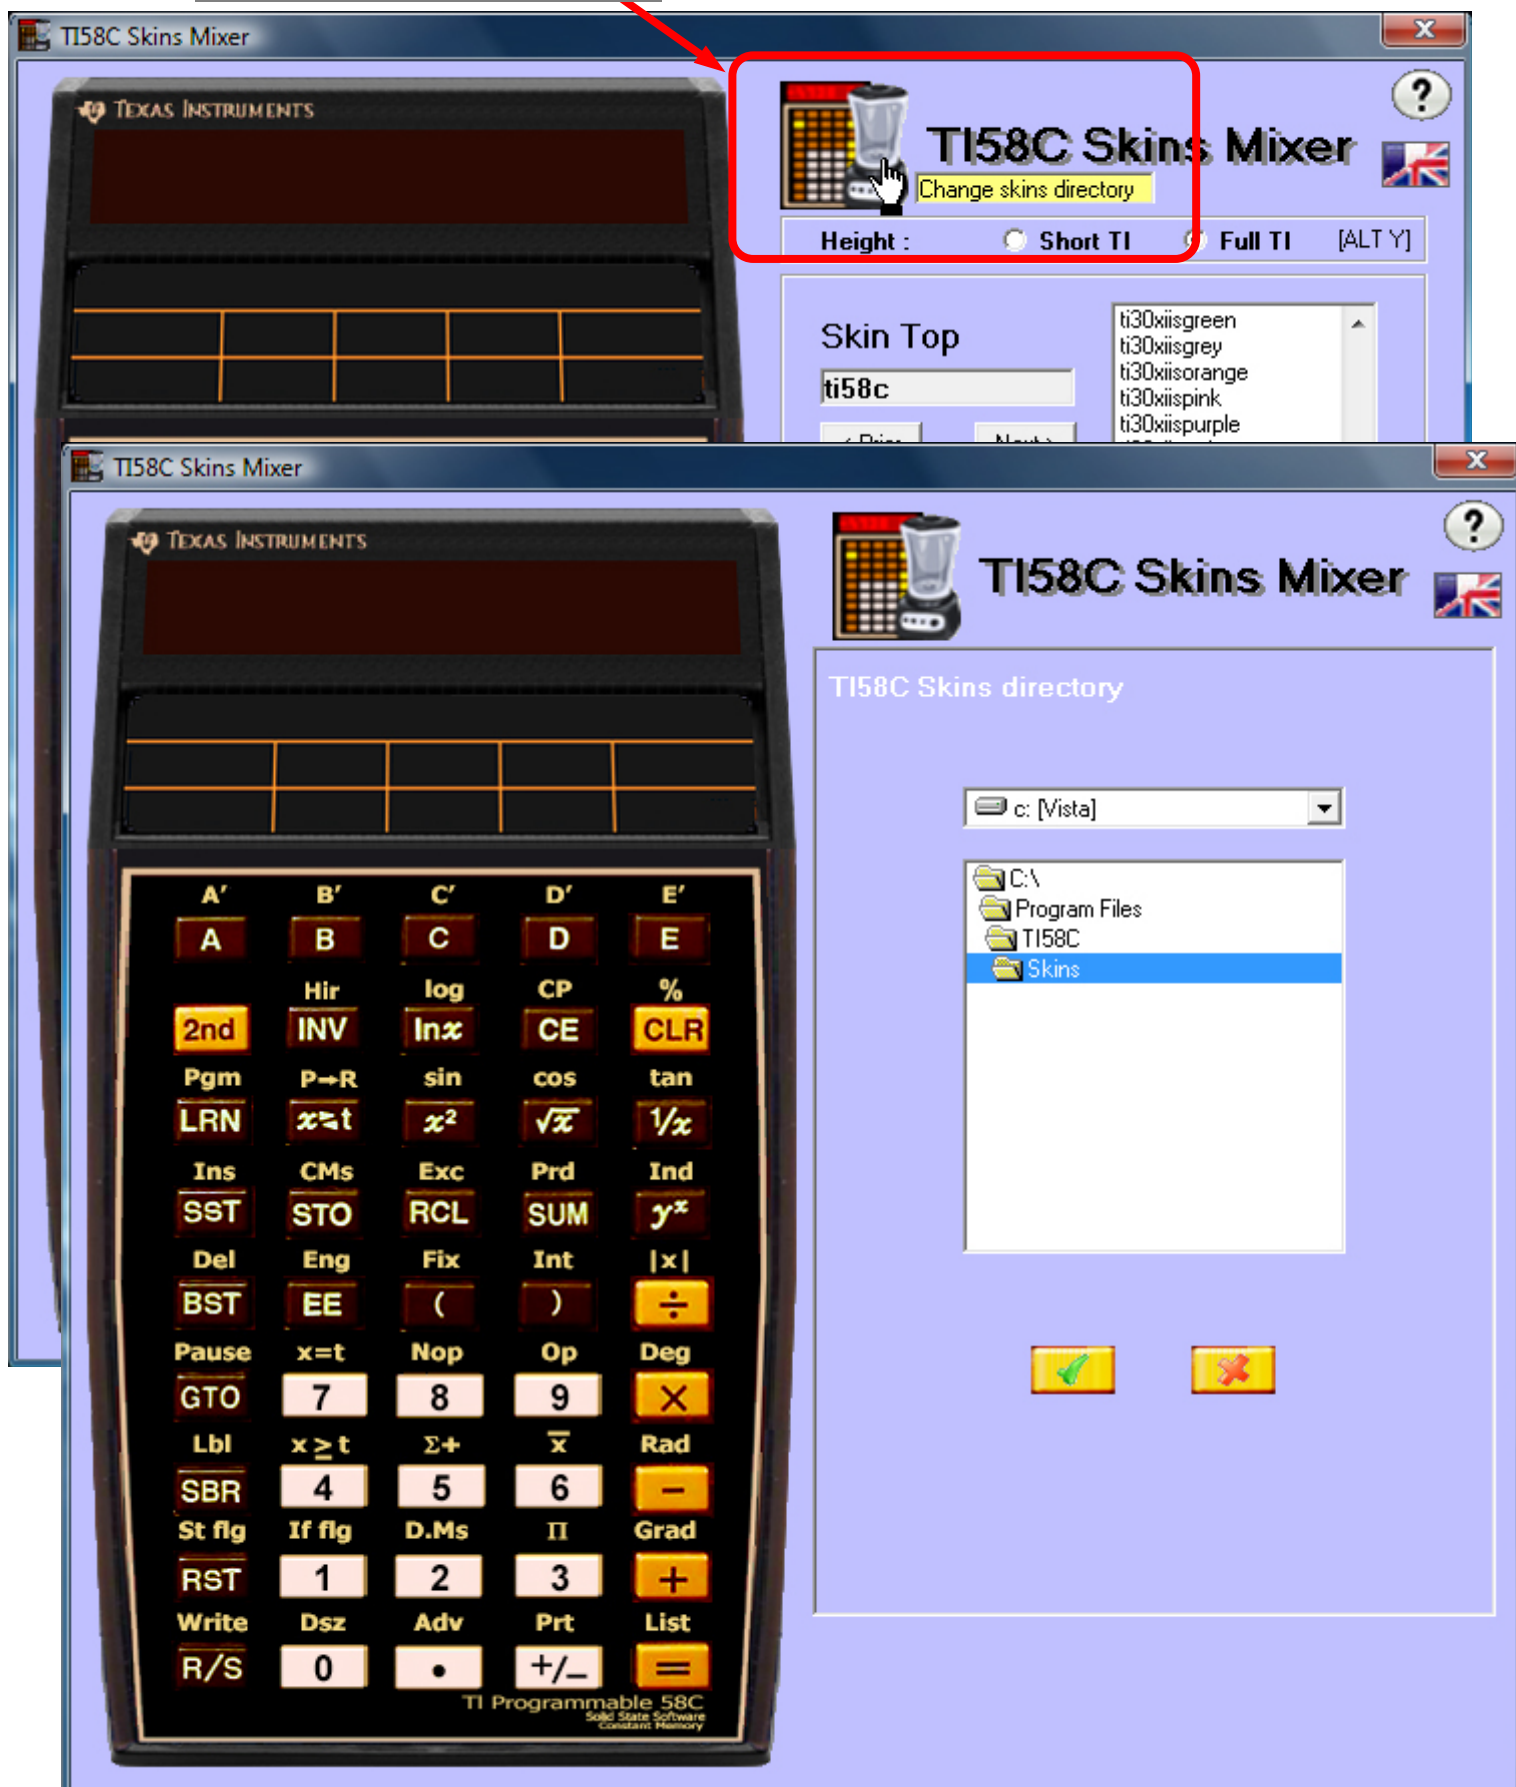 TI58C Skins Mixer
TEXAS INSTRUMENTS
TI58C Skins Mixer
Change skins directory
?
Height :
Short TI
Full TI
[ALT Y]
Skin Top
ti58c
ti30xiisgreen
ti30xiisgrey
ti30xiisorange
ti30xiispink
ti30xiispurple
TI58C Skins Mixer
TEXAS INSTRUMENTS
TI58C Skins Mixer
?
TI58C Skins directory
c: [Vista]
C:\
Program Files
TI58C
Skins
A′ B′ C′ D′ E′
A B C D E
Hir log CP %
2nd INV lnx CE CLR
Pgm P→R sin cos tan
LRN x≷t x² √x 1/x
Ins CMs Exc Prd Ind
SST STO RCL SUM yˣ
Del Eng Fix Int |x|
BST EE ( ) ÷
Pause x=t Nop Op Deg
GTO 7 8 9 ×
Lbl x≥t Σ+ x̅ Rad
SBR 4 5 6 −
St flg If flg D.Ms Π Grad
RST 1 2 3 +
Write Dsz Adv Prt List
R/S 0 • +/− =
TI Programmable 58C
Solid State Software
Constant Memory